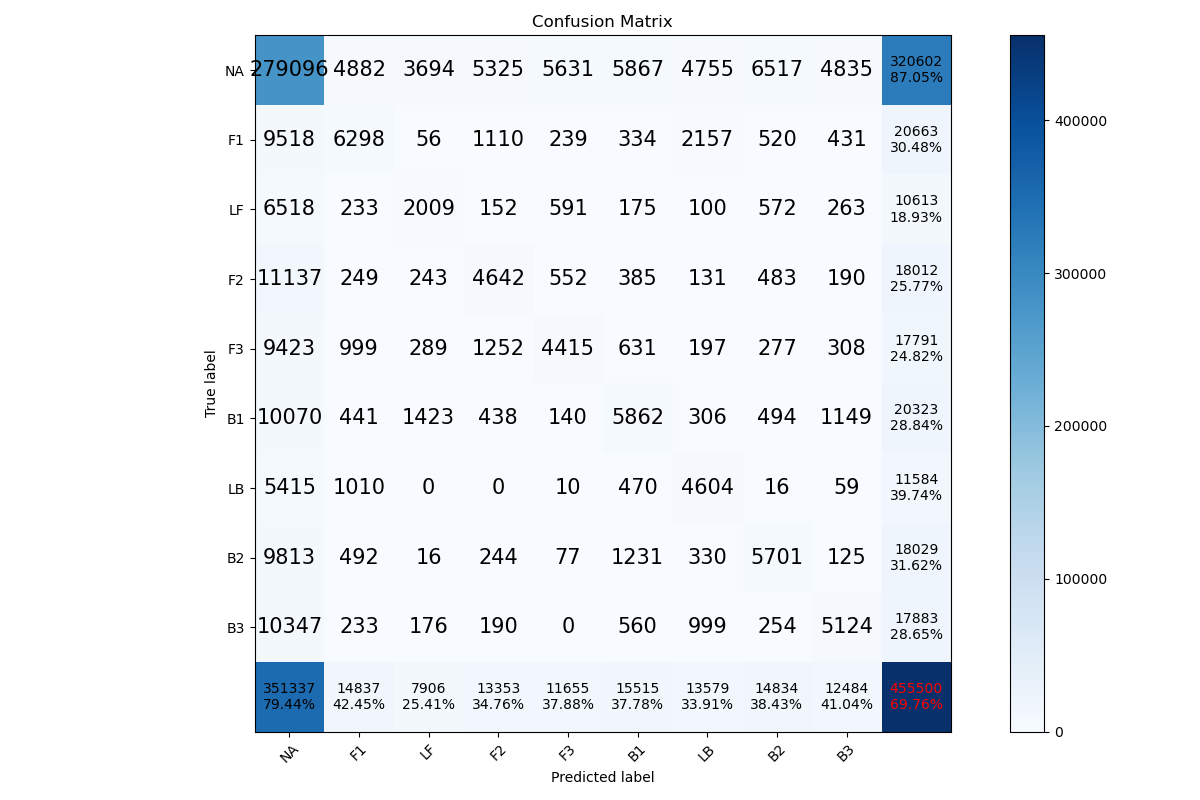 Confusion Matrix
NA 279096 4882 3694 5325 5631 5867 4755 6517 4835 320602
87.05%
F1 9518 6298 56 1110 239 334 2157 520 431 20663
30.48%
LF 6518 233 2009 152 591 175 100 572 263 10613
18.93%
F2 11137 249 243 4642 552 385 131 483 190 18012
25.77%
F3 9423 999 289 1252 4415 631 197 277 308 17791
24.82%
B1 10070 441 1423 438 140 5862 306 494 1149 20323
28.84%
LB 5415 1010 0 0 10 470 4604 16 59 11584
39.74%
B2 9813 492 16 244 77 1231 330 5701 125 18029
31.62%
B3 10347 233 176 190 0 560 999 254 5124 17883
28.65%
351337 14837 7906 13353 11655 15515 13579 14834 12484 455500
79.44% 42.45% 25.41% 34.76% 37.88% 37.78% 33.91% 38.43% 41.04% 69.76%
NA F1 LF F2 F3 B1 LB B2 B3
Predicted label
True label
400000
300000
200000
100000
0